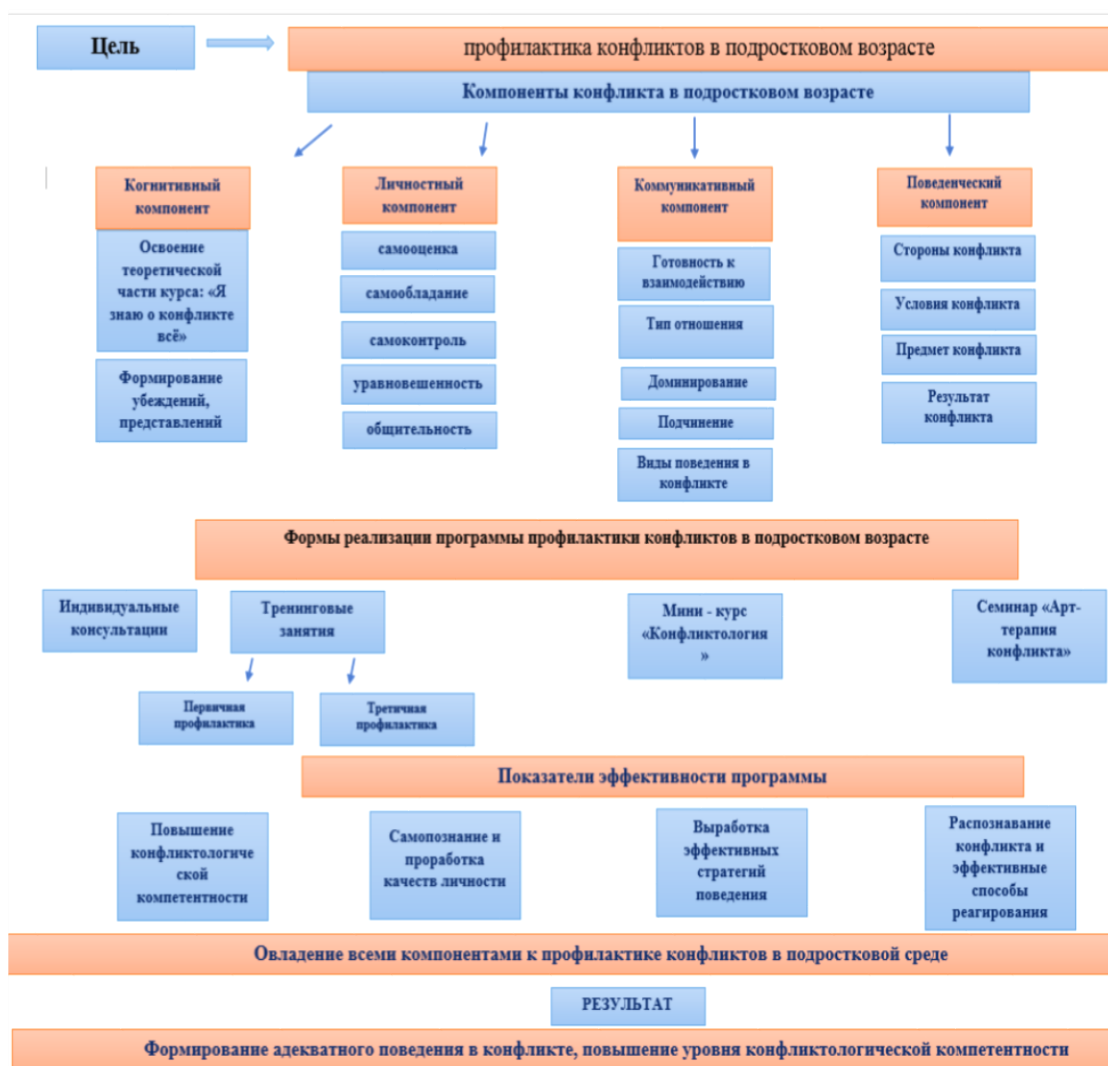 Цель
профилактика конфликтов в подростковом возрасте
Компоненты конфликта в подростковом возрасте
Когнитивный
компонент
Освоение
теоретической
части курса: «Я
знаю о конфликте
всё»
Формирование
убеждений,
представлений
Личностный
компонент
самооценка
самообладание
самоконтроль
уравновешенность
общительность
Коммуникативный
компонент
Готовность к
взаимодействию
Тип отношения
Доминирование
Подчинение
Виды поведения в
конфликте
Поведенческий
компонент
Стороны конфликта
Условия конфликта
Предмет конфликта
Результат
конфликта
Формы реализации программы профилактики конфликтов в подростковом возрасте
Индивидуальные
консультации
Тренинговые
занятия
Первичная
профилактика
Третичная
профилактика
Мини - курс
«Конфликтология
»
Семинар «Арт-
терапия
конфликта»
Показатели эффективности программы
Повышение
конфликтологиче
ской
компетентности
Самопознание и
проработка
качеств личности
Выработка
эффективных
стратегий
поведения
Распознавание
конфликта и
эффективные
способы
реагирования
Овладение всеми компонентами к профилактике конфликтов в подростковой среде
РЕЗУЛЬТАТ
Формирование адекватного поведения в конфликте, повышение уровня конфликтологической компетентности